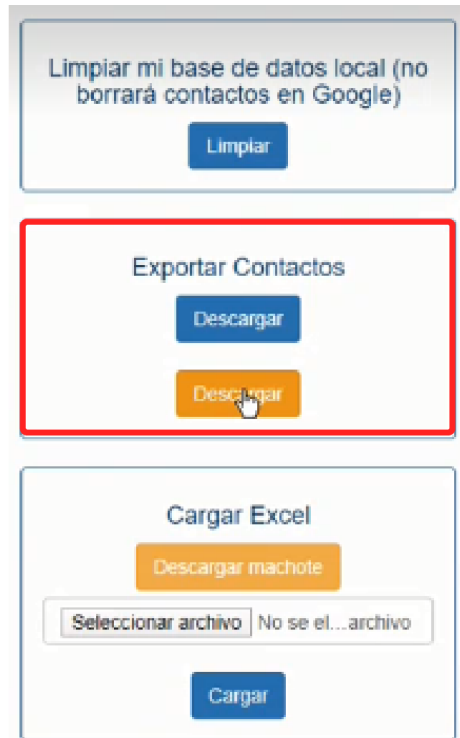 Limpiar mi base de datos local (no
borrará contactos en Google)
Limpiar
Exportar Contactos
Descargar
Descargar
Cargar Excel
Descargar machote
Seleccionar archivo No se el...archivo
Cargar